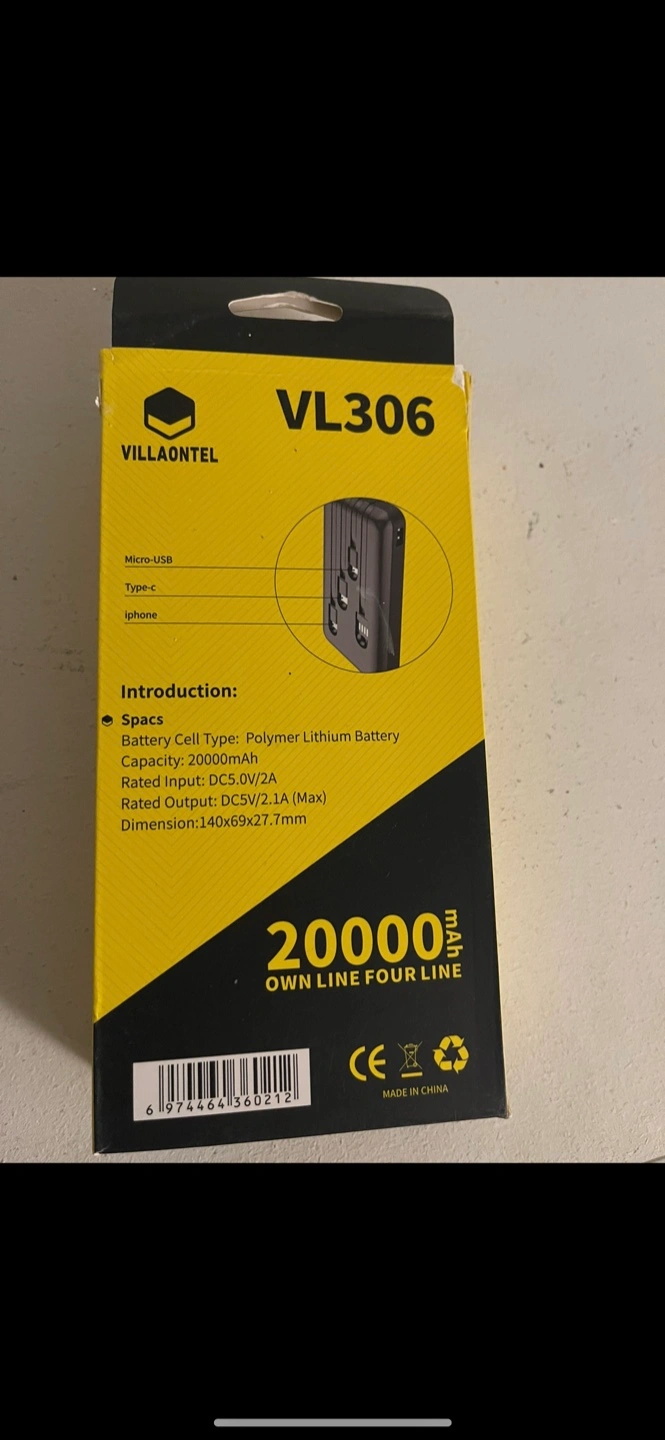 VL306
VILLAONTEL
Micro-USB
Type-c
iphone
Introduction:
Spacs
Battery Cell Type: Polymer Lithium Battery
Capacity: 20000mAh
Rated Input: DC5.0V/2A
Rated Output: DC5V/2.1A (Max)
Dimension:140x69x27.7mm
20000mAh
OWN LINE FOUR LINE
CE
MADE IN CHINA
6 974464 360212